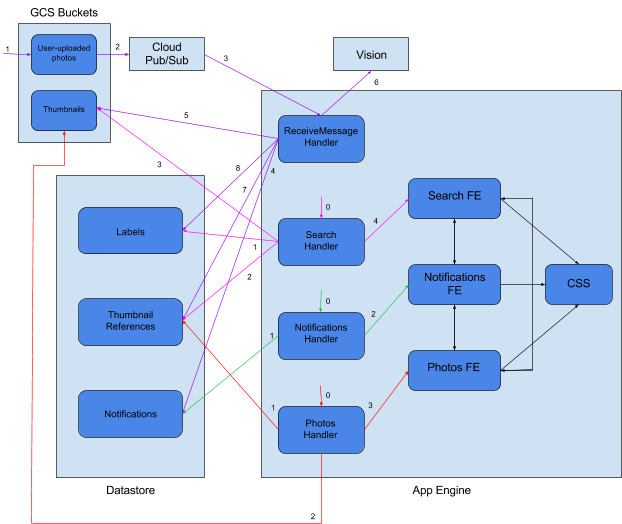 GCS Buckets
1
User-uploaded
photos
2
Cloud
Pub/Sub
3
Vision
6
Thumbnails
5
ReceiveMessage
Handler
3
8
4
7
0
Search FE
Labels
1
Search
Handler
4
2
Notifications
FE
CSS
0
Thumbnail
References
1
Notifications
Handler
2
Photos FE
0
Notifications
1
Photos
Handler
3
Datastore
App Engine
2